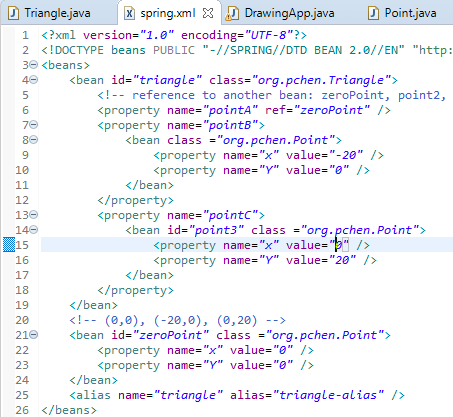 Triangle.java spring.xml DrawingApp.java Point.java
1 <?xml version="1.0" encoding="UTF-8"?>
2 <!DOCTYPE beans PUBLIC "-//SPRING//DTD BEAN 2.0//EN" "http:
3 <beans>
4 <bean id="triangle" class="org.pchen.Triangle">
5 <!-- reference to another bean: zeroPoint, point2,
6 <property name="pointA" ref="zeroPoint" />
7 <property name="pointB">
8 <bean class ="org.pchen.Point">
9 <property name="x" value="-20" />
10 <property name="Y" value="0" />
11 </bean>
12 </property>
13 <property name="pointC">
14 <bean id="point3" class ="org.pchen.Point">
15 <property name="x" value="0" />
16 <property name="Y" value="20" />
17 </bean>
18 </property>
19 </bean>
20 <!-- (0,0), (-20,0), (0,20) -->
21 <bean id="zeroPoint" class ="org.pchen.Point">
22 <property name="x" value="0" />
23 <property name="Y" value="0" />
24 </bean>
25 <alias name="triangle" alias="triangle-alias" />
26 </beans>